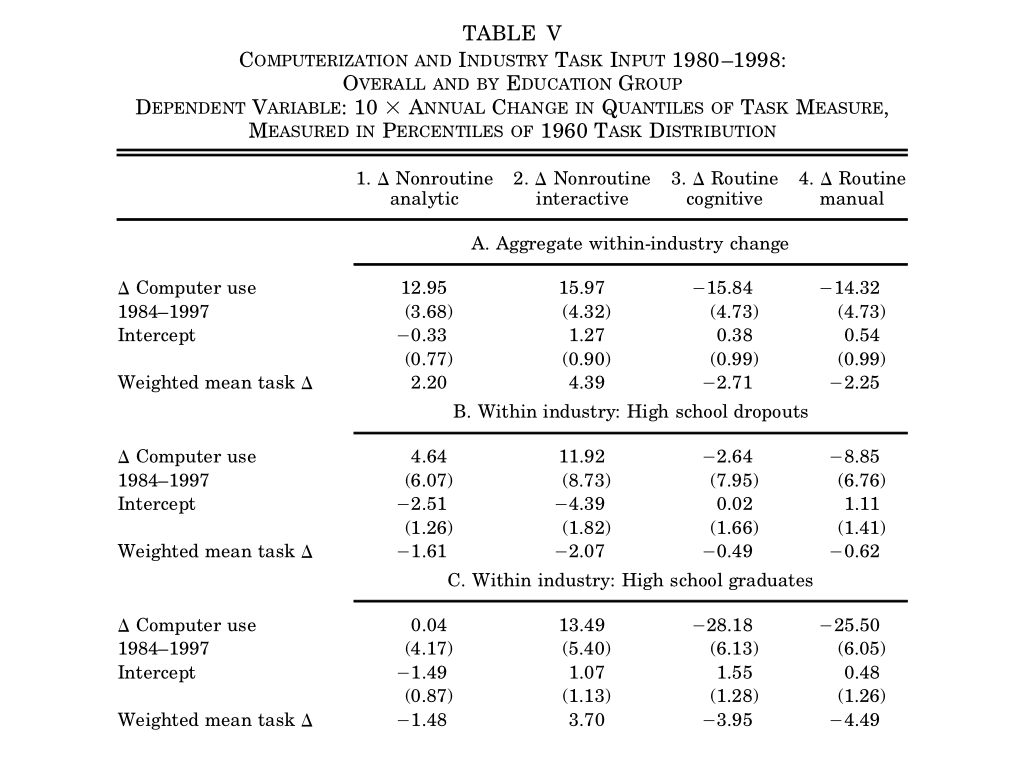 TABLE V
COMPUTERIZATION AND INDUSTRY TASK INPUT 1980–1998:
OVERALL AND BY EDUCATION GROUP
DEPENDENT VARIABLE: 10 × ANNUAL CHANGE IN QUANTILES OF TASK MEASURE,
MEASURED IN PERCENTILES OF 1960 TASK DISTRIBUTION
1. Δ Nonroutine 2. Δ Nonroutine 3. Δ Routine 4. Δ Routine
analytic interactive cognitive manual
A. Aggregate within-industry change
Δ Computer use 12.95 15.97 −15.84 −14.32
1984–1997 (3.68) (4.32) (4.73) (4.73)
Intercept −0.33 1.27 0.38 0.54
(0.77) (0.90) (0.99) (0.99)
Weighted mean task Δ 2.20 4.39 −2.71 −2.25
B. Within industry: High school dropouts
Δ Computer use 4.64 11.92 −2.64 −8.85
1984–1997 (6.07) (8.73) (7.95) (6.76)
Intercept −2.51 −4.39 0.02 1.11
(1.26) (1.82) (1.66) (1.41)
Weighted mean task Δ −1.61 −2.07 −0.49 −0.62
C. Within industry: High school graduates
Δ Computer use 0.04 13.49 −28.18 −25.50
1984–1997 (4.17) (5.40) (6.13) (6.05)
Intercept −1.49 1.07 1.55 0.48
(0.87) (1.13) (1.28) (1.26)
Weighted mean task Δ −1.48 3.70 −3.95 −4.49